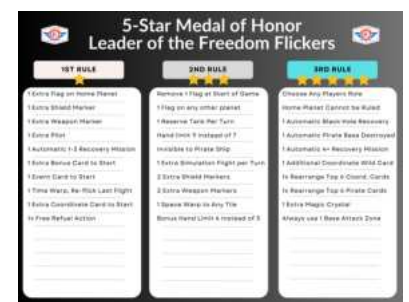 5-Star Medal of Honor
Leader of the Freedom Flickers
1ST RULE
1 Extra Flag on Home Planet
1 Extra Shield Marker
1 Extra Weapon Marker
1 Extra Pilot
1 Automatic 1-3 Recovery Mission
1 Extra Bonus Card to Start
1 Event Card to Start
1 Time Warp, Re-Flick Last Flight
1 Extra Coordinate Card to Start
1x Free Refuel Action
2ND RULE
Remove 1 Flag at Start of Game
1 Flag on any other planet
1 Reserve Tank Per Turn
Hand limit 9 instead of 7
Invisible to Pirate Ship
1 Extra Simulation Flight per Turn
2 Extra Shield Markers
2 Extra Weapon Markers
1 Space Warp to Any Tile
Bonus Hand Limit 4 instead of 3
3RD RULE
Choose Any Players Role
Home Planet Cannot be Ruled
1 Automatic Black Hole Recovery
1 Automatic Pirate Base Destroyed
1 Automatic 4+ Recovery Mission
1 Additional Coordinate Wild Card
1x Rearrange Top 6 Coord. Cards
1x Rearrange Top 6 Pirate Cards
1 Extra Magic Crystal
Always use 1 Base Attack Zone